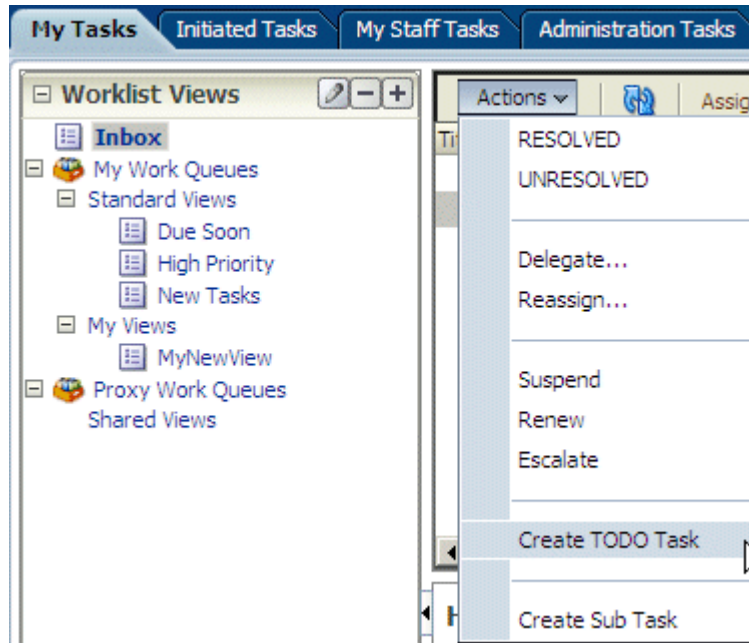 My Tasks
Initiated Tasks
My Staff Tasks
Administration Tasks
Worklist Views
Inbox
My Work Queues
Standard Views
Due Soon
High Priority
New Tasks
My Views
MyNewView
Proxy Work Queues
Shared Views
Actions
RESOLVED
UNRESOLVED
Delegate...
Reassign...
Suspend
Renew
Escalate
Create TODO Task
Create Sub Task